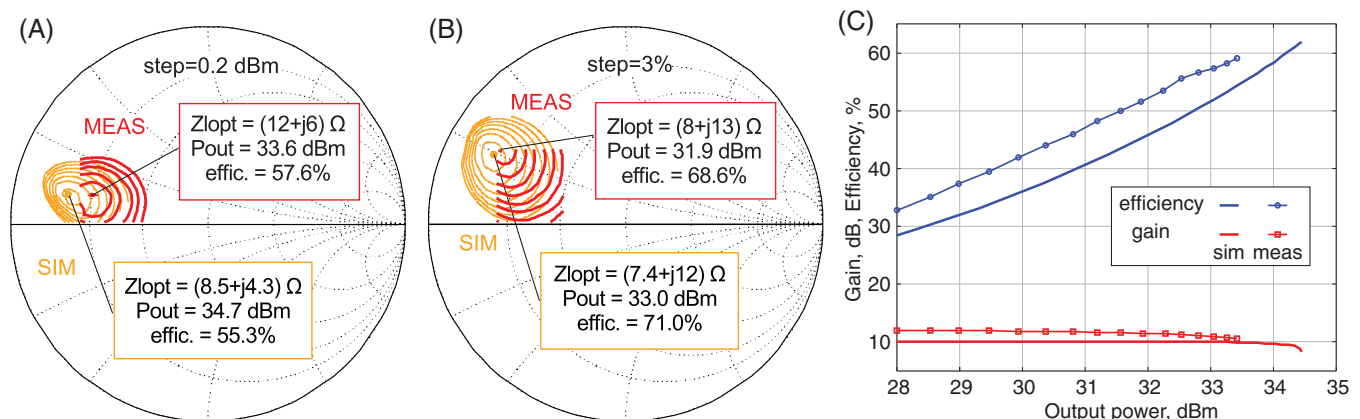 (A)
step=0.2 dBm
MEAS
Zlopt = (12+j6) Ω
Pout = 33.6 dBm
effic. = 57.6%
SIM
Zlopt = (8.5+j4.3) Ω
Pout = 34.7 dBm
effic. = 55.3%
(B)
step=3%
MEAS
Zlopt = (8+j13) Ω
Pout = 31.9 dBm
effic. = 68.6%
SIM
Zlopt = (7.4+j12) Ω
Pout = 33.0 dBm
effic. = 71.0%
(C)
Gain, dB, Efficiency, %
60
50
40
30
20
10
efficiency
gain
sim meas
28 29 30 31 32 33 34 35
Output power, dBm